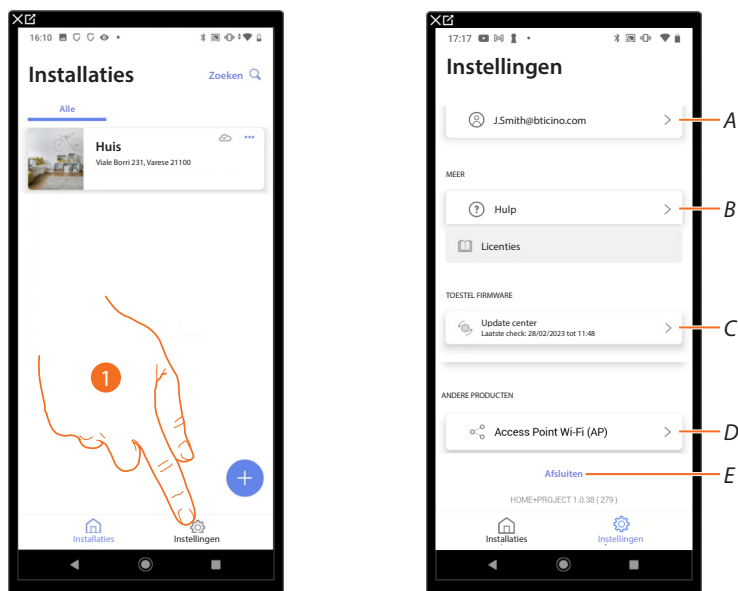 16:10
Installaties
Zoeken
Alle
Huis
Viale Borri 231, Varese 21100
1
Installaties
Instellingen
17:17
Instellingen
J.Smith@bticino.com
A
MEER
Hulp
B
Licenties
TOESTEL FIRMWARE
Update center
Laatste check: 28/02/2023 tot 11:48
C
ANDERE PRODUCTEN
Access Point Wi-Fi (AP)
D
Afsluiten
E
HOME+PROJECT 1.0.38 ( 279 )
Installaties
Instellingen